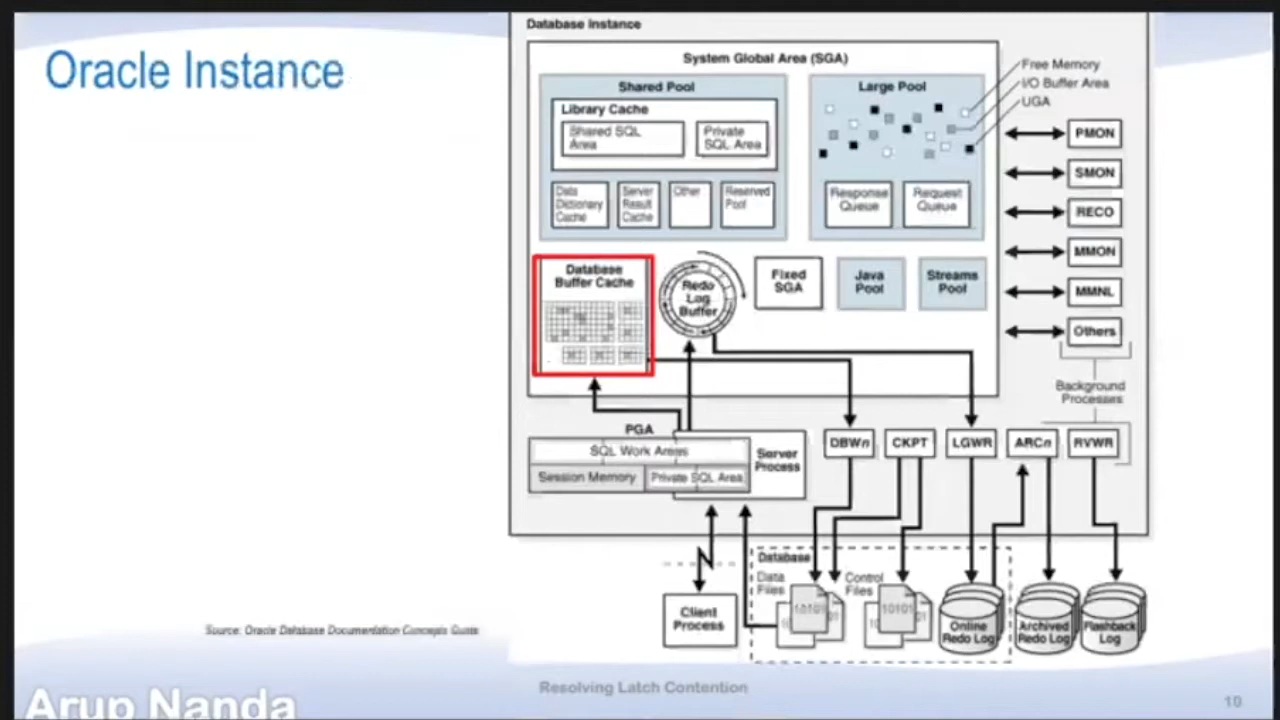 Oracle Instance
Database Instance
System Global Area (SGA)
Shared Pool
Library Cache
Shared SQL
Area
Private
SQL Area
Data
Dictionary
Cache
Server
Result
Cache
Other
Reserved
Pool
Large Pool
Response
Queue
Request
Queue
Free Memory
I/O Buffer Area
UGA
Database
Buffer Cache
Redo
Log
Buffer
Fixed
SGA
Java
Pool
Streams
Pool
PMON
SMON
RECO
MMON
MMNL
Others
Background
Processes
PGA
SQL Work Areas
Session Memory
Private SQL Area
Server
Process
DBWn
CKPT
LGWR
ARCn
RVWR
Client
Process
Database
Data
Files
10101
01
Control
Files
10101
01
Online
Redo Log
Archived
Redo Log
Flashback
Log
Source: Oracle Database Documentation Concepts Guide
Resolving Latch Contention
10
Arup Nanda